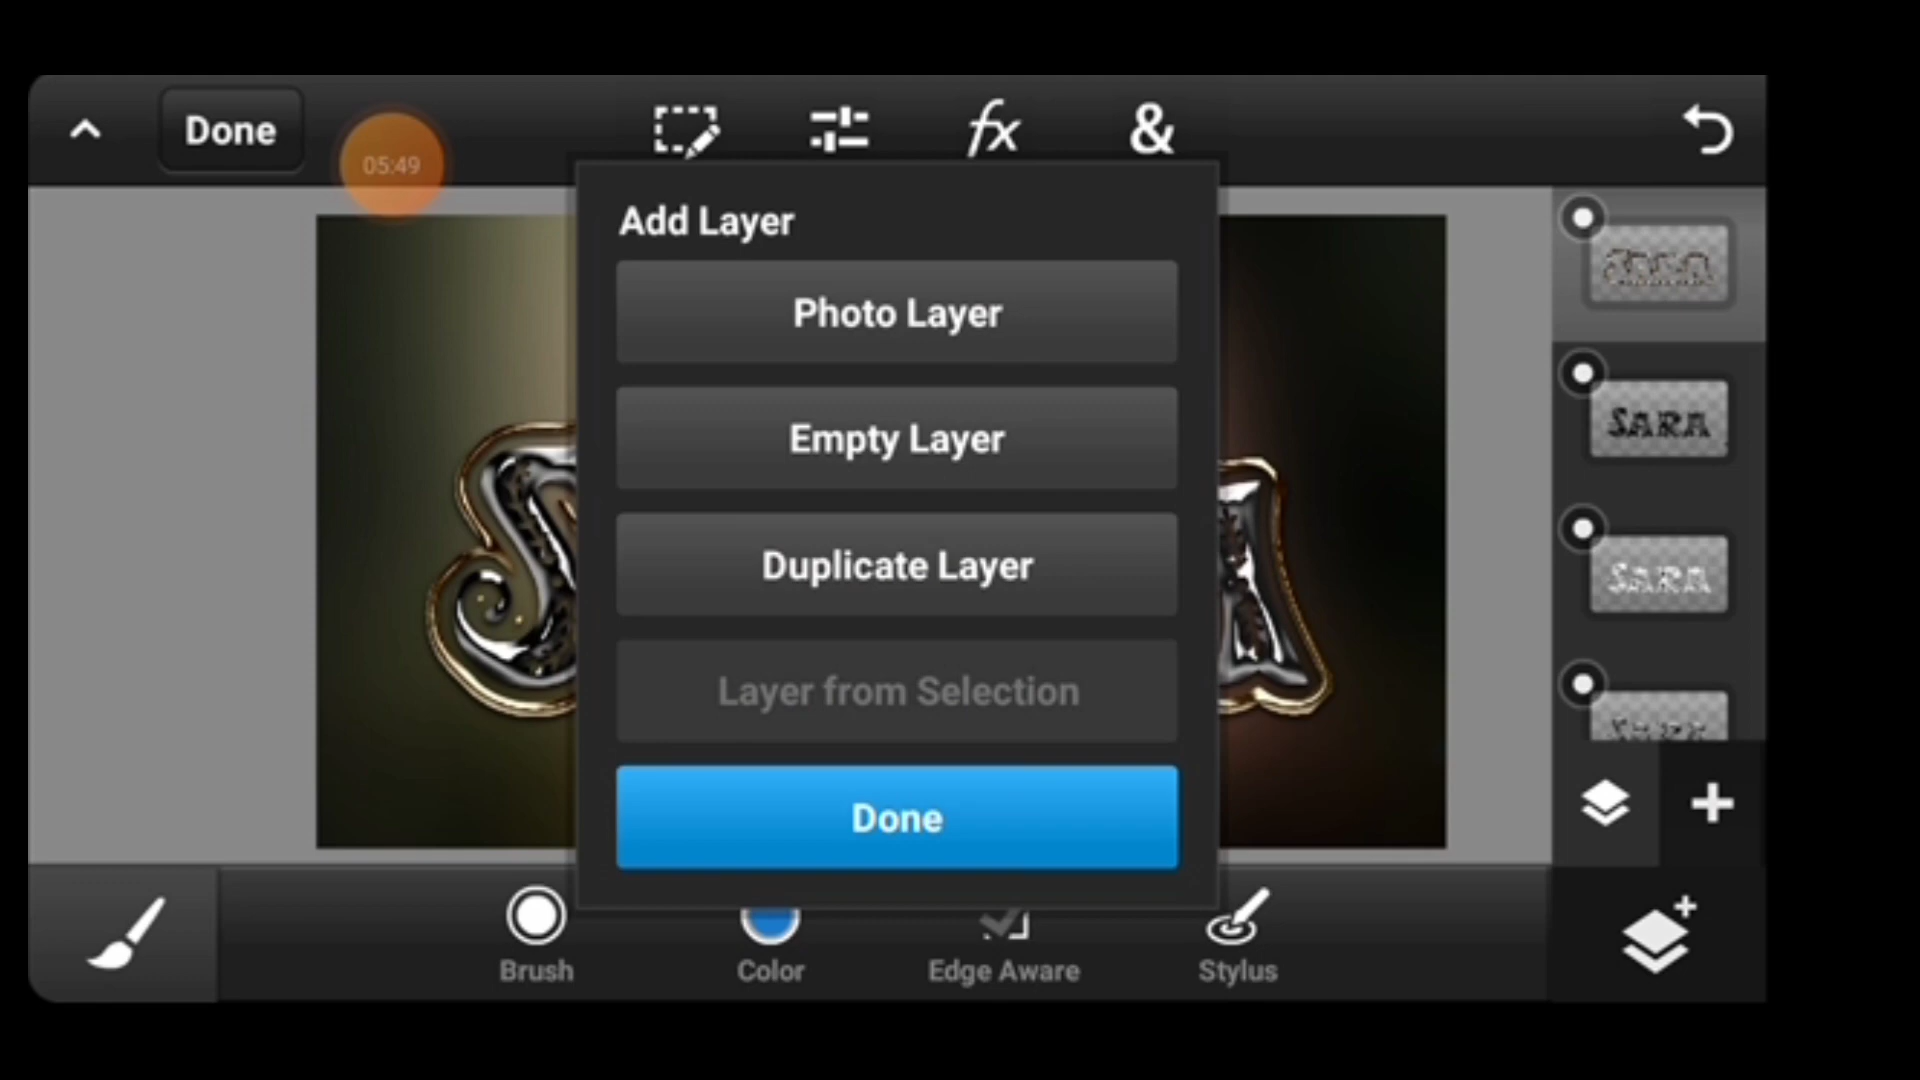 Done
05:49
fx
&
Add Layer
Photo Layer
Empty Layer
Duplicate Layer
Layer from Selection
Done
SARA
SARA
SARA
Brush
Color
Edge Aware
Stylus